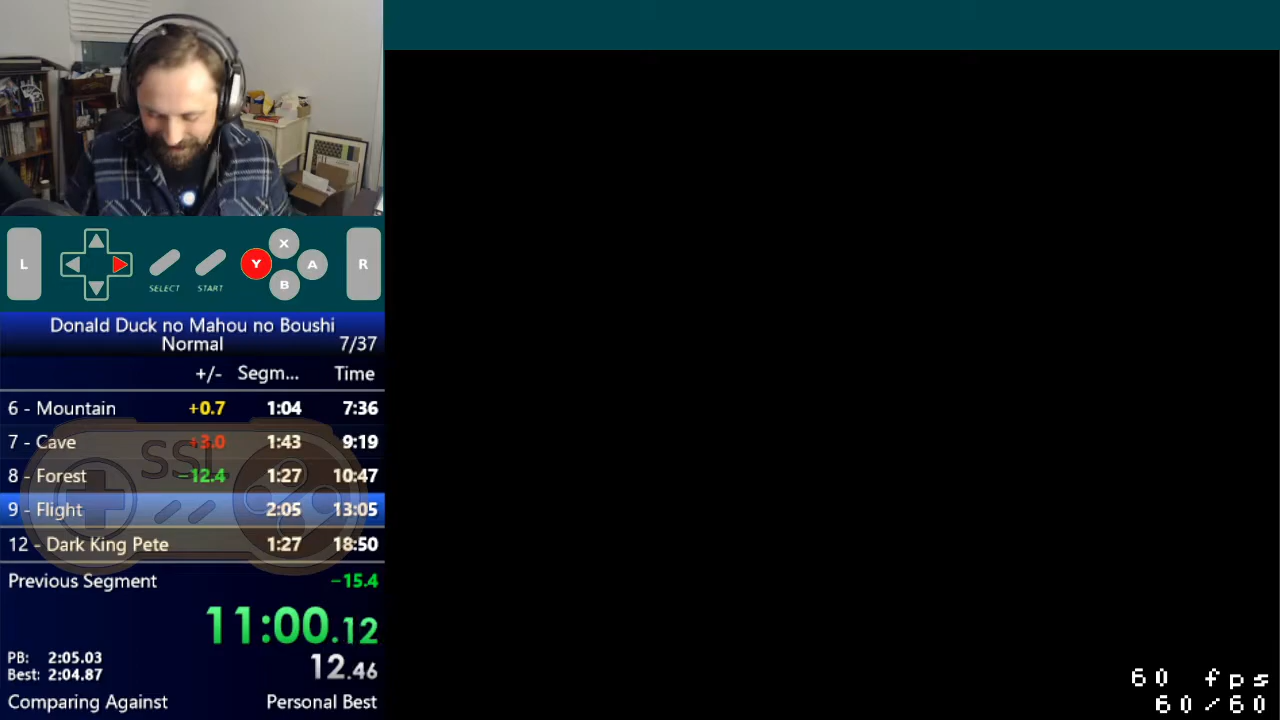 L
SELECT
START
X
Y
A
B
R
Donald Duck no Mahou no Boushi
Normal 7/37
+/- Segm... Time
6 - Mountain +0.7 1:04 7:36
7 - Cave +3.0 1:43 9:19
8 - Forest −12.4 1:27 10:47
9 - Flight 2:05 13:05
12 - Dark King Pete 1:27 18:50
SSL
Previous Segment −15.4
11:00.12
PB: 2:05.03
Best: 2:04.87
12.46
Comparing Against Personal Best
60 fps
60/60